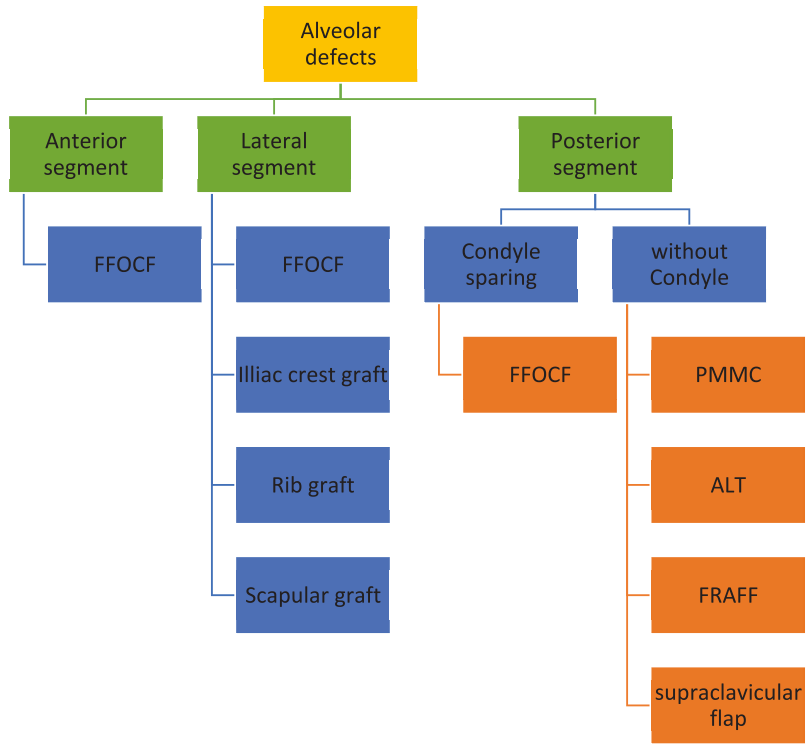 Alveolar
defects
Anterior
segment
Lateral
segment
Posterior
segment
FFOCF
FFOCF
Condyle
sparing
without
Condyle
Illiac crest graft
FFOCF
PMMC
Rib graft
ALT
Scapular graft
FRAFF
supraclavicular
flap